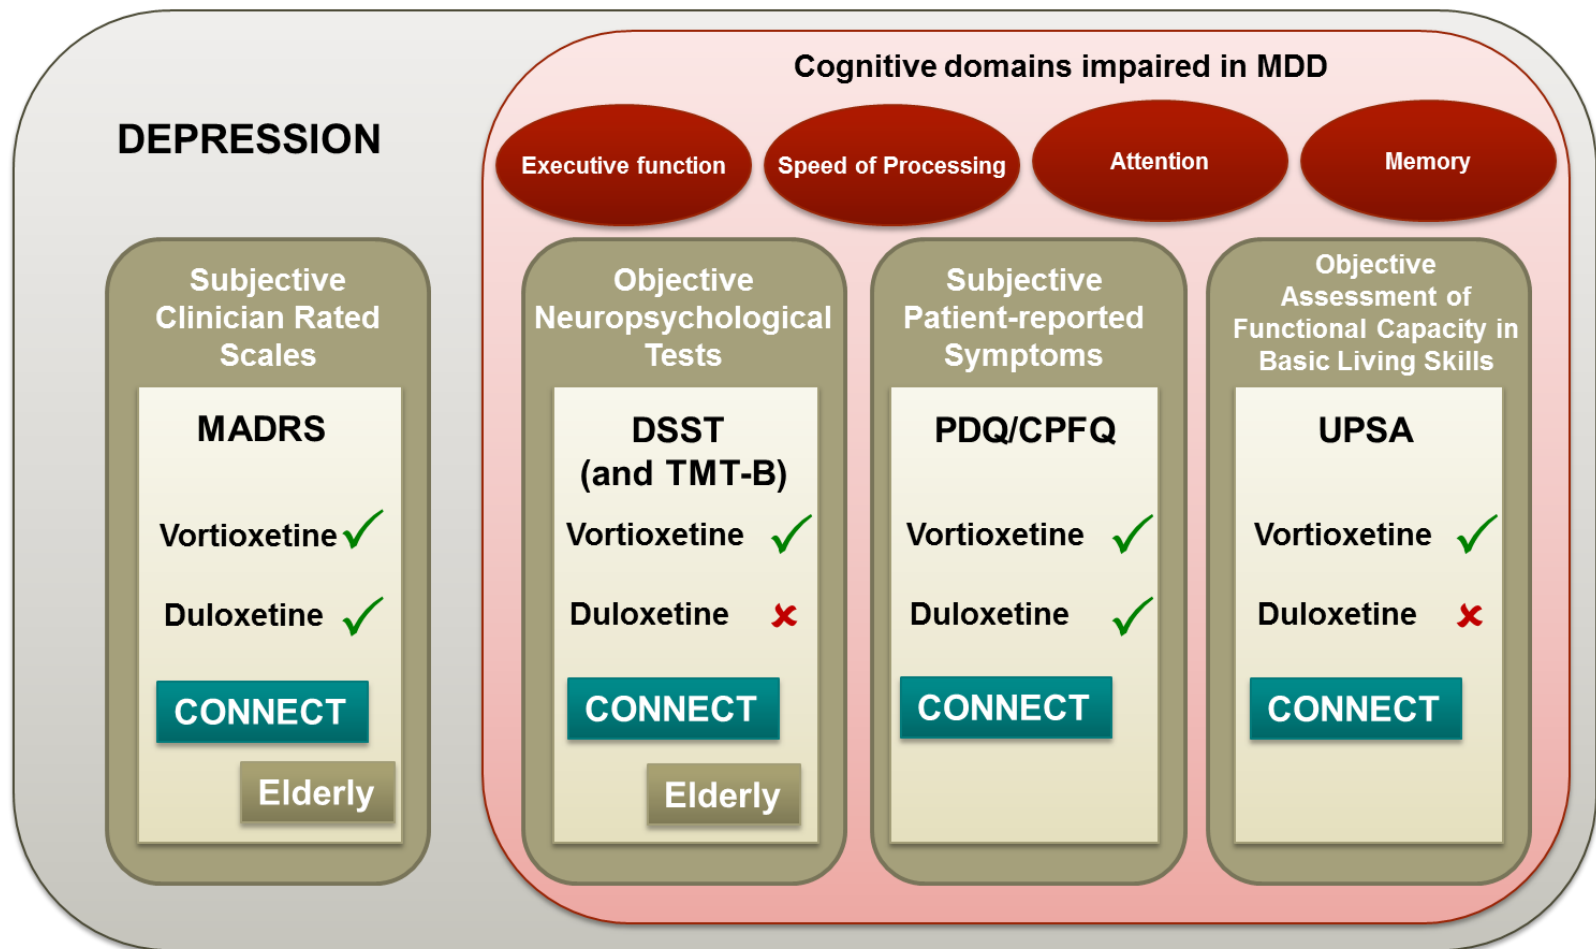 DEPRESSION
Cognitive domains impaired in MDD
Executive function
Speed of Processing
Attention
Memory
Subjective
Clinician Rated
Scales
MADRS
Vortioxetine ✓
Duloxetine ✓
CONNECT
Elderly
Objective
Neuropsychological
Tests
DSST
(and TMT-B)
Vortioxetine ✓
Duloxetine ✘
CONNECT
Elderly
Subjective
Patient-reported
Symptoms
PDQ/CPFQ
Vortioxetine ✓
Duloxetine ✓
CONNECT
Objective
Assessment of
Functional Capacity in
Basic Living Skills
UPSA
Vortioxetine ✓
Duloxetine ✘
CONNECT